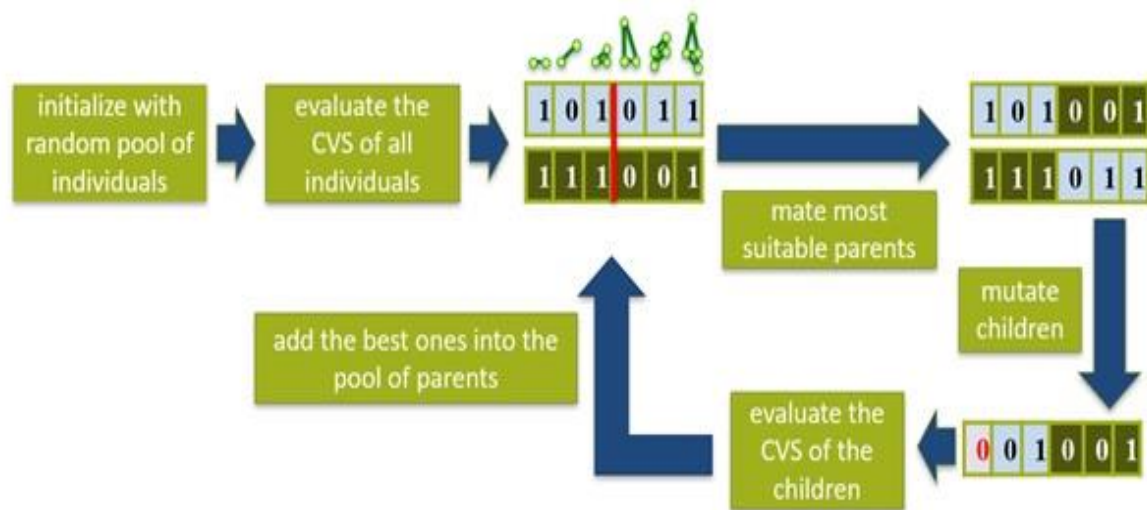 initialize with
random pool of
individuals
evaluate the
CVS of all
individuals
1 0 1 0 1 1
1 1 1 0 0 1
mate most
suitable parents
1 0 1 0 0 1
1 1 1 0 1 1
mutate
children
0 0 1 0 0 1
evaluate the
CVS of the
children
add the best ones into the
pool of parents